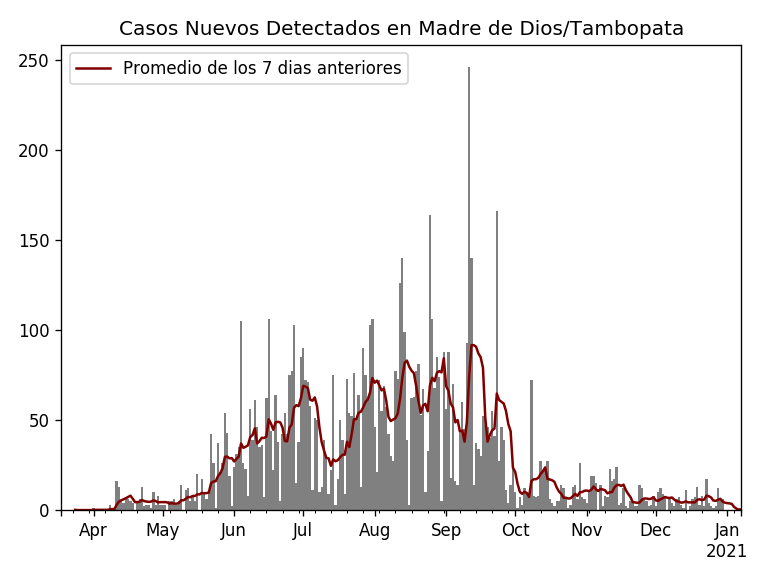 Casos Nuevos Detectados en Madre de Dios/Tambopata
Promedio de los 7 dias anteriores
250
200
150
100
50
0
Apr May Jun Jul Aug Sep Oct Nov Dec Jan
2021